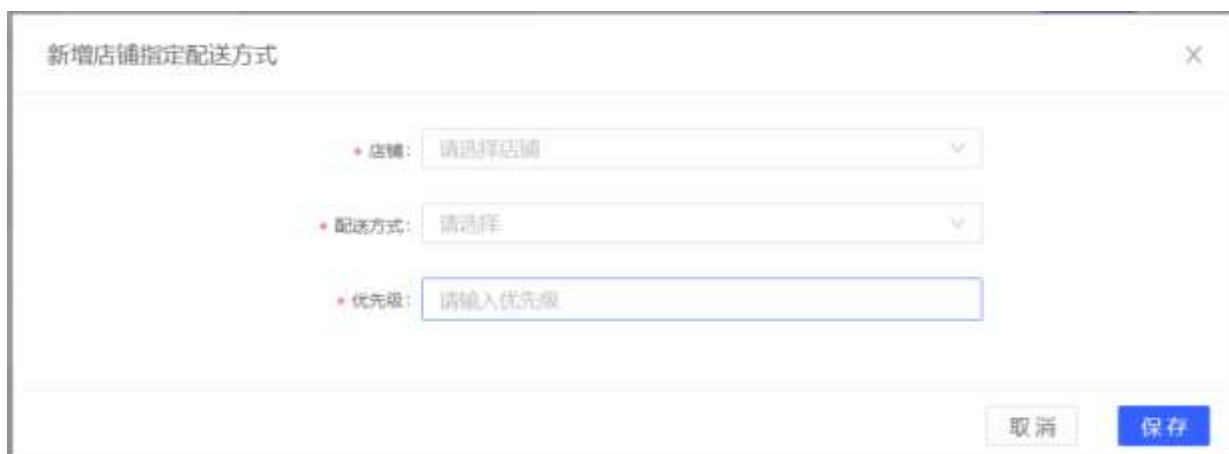 新增店铺指定配送方式
* 店铺: 请选择店铺
* 配送方式: 请选择
* 优先级: 请输入优先级
取消 保存